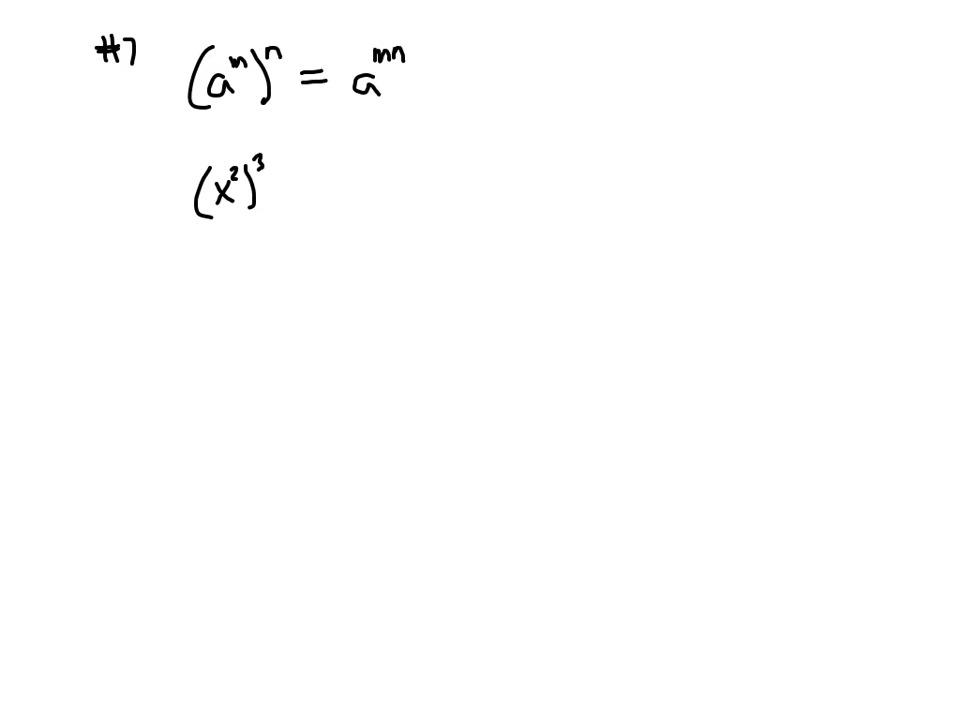 #7 (a^m)^n = a^mn
(x^2)^3